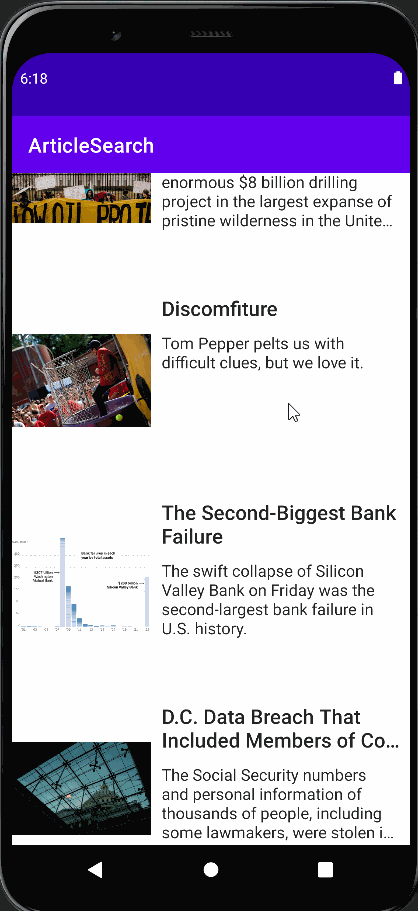 6:18
ArticleSearch
enormous $8 billion drilling
project in the largest expanse of
pristine wilderness in the Unite…
Discomfiture
Tom Pepper pelts us with
difficult clues, but we love it.
The Second-Biggest Bank
Failure
The swift collapse of Silicon
Valley Bank on Friday was the
second-largest bank failure in
U.S. history.
D.C. Data Breach That
Included Members of Co…
The Social Security numbers
and personal information of
thousands of people, including
some lawmakers, were stolen i…